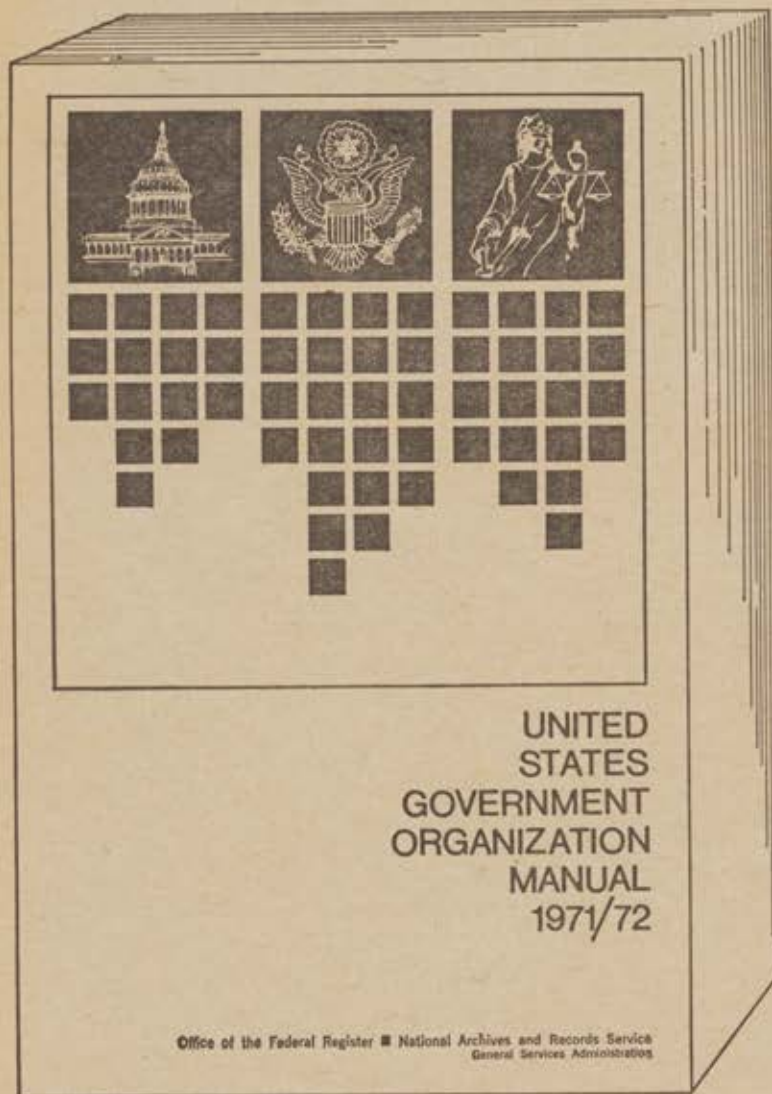 UNITED
STATES
GOVERNMENT
ORGANIZATION
MANUAL
1971/72
Office of the Federal Register ■ National Archives and Records Service
General Services Administration